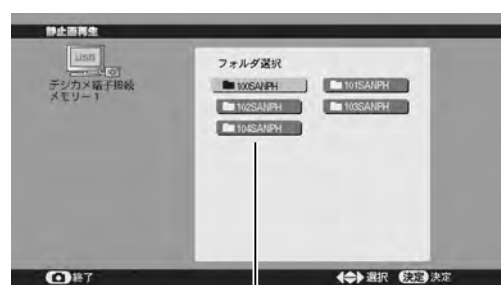 静止画再生
USB
デジカメ端子接続
メモリー1
フォルダ選択
100SANPH
101SANPH
102SANPH
103SANPH
104SANPH
終了
選択 決定 決定